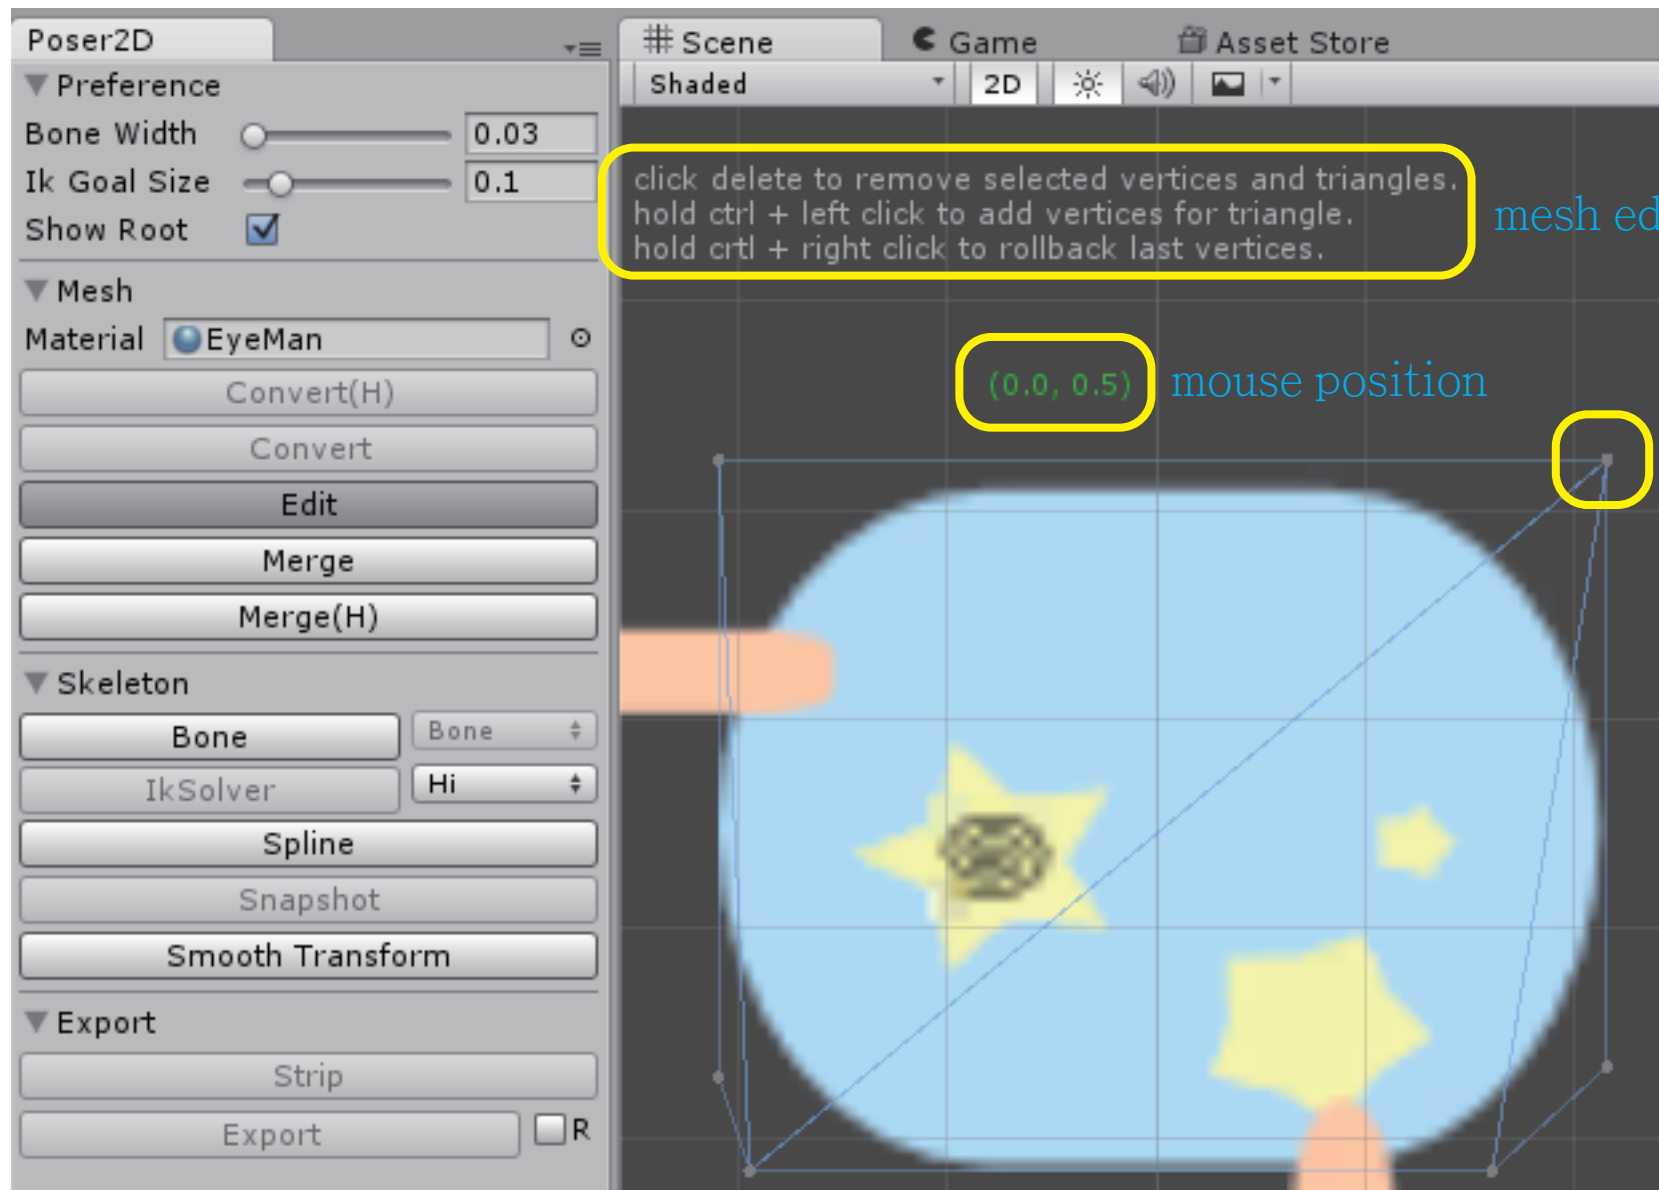 Poser2D
Preference
Bone Width 0.03
Ik Goal Size 0.1
Show Root
Mesh
Material EyeMan
Convert(H)
Convert
Edit
Merge
Merge(H)
Skeleton
Bone Bone
IkSolver Hi
Spline
Snapshot
Smooth Transform
Export
Strip
Export R
Scene Game Asset Store
Shaded 2D
click delete to remove selected vertices and triangles.
hold ctrl + left click to add vertices for triangle.
hold crtl + right click to rollback last vertices.
mesh ed
(0.0, 0.5) mouse position